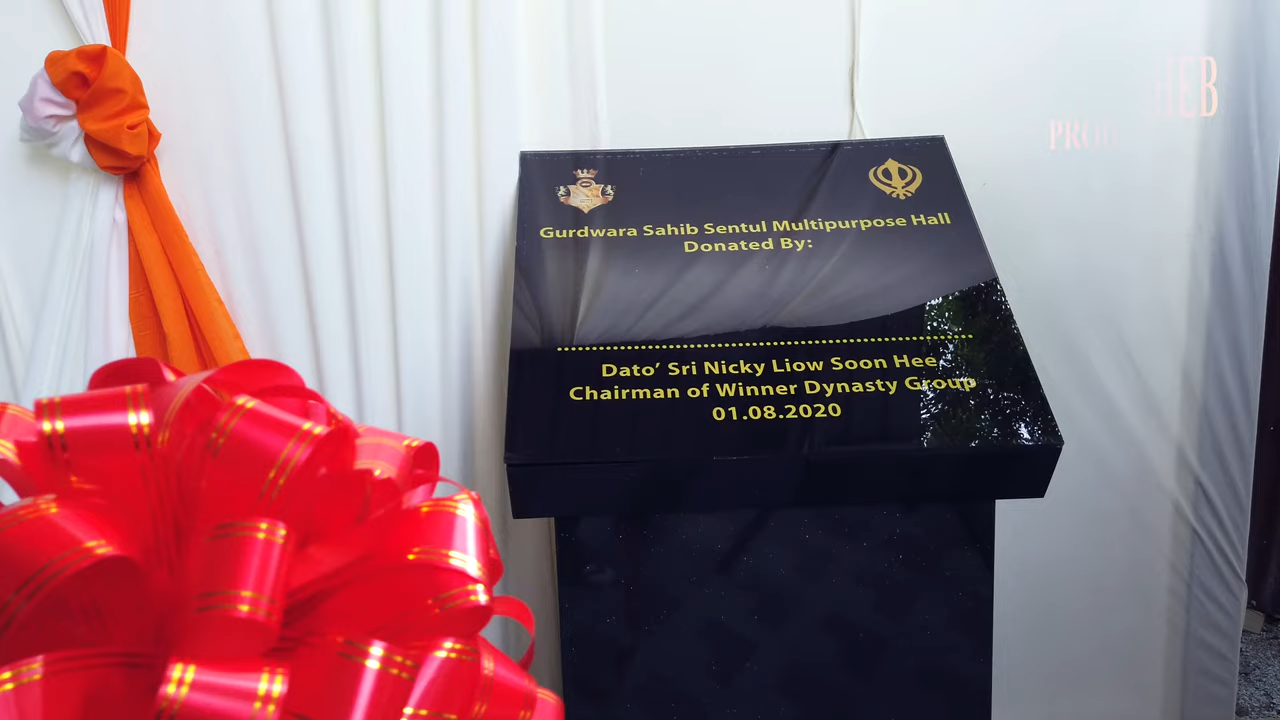 HEB
Gurdwara Sahib Sentul Multipurpose Hall
Donated By:
Dato’ Sri Nicky Liow Soon Hee
Chairman of Winner Dynasty Group
01.08.2020